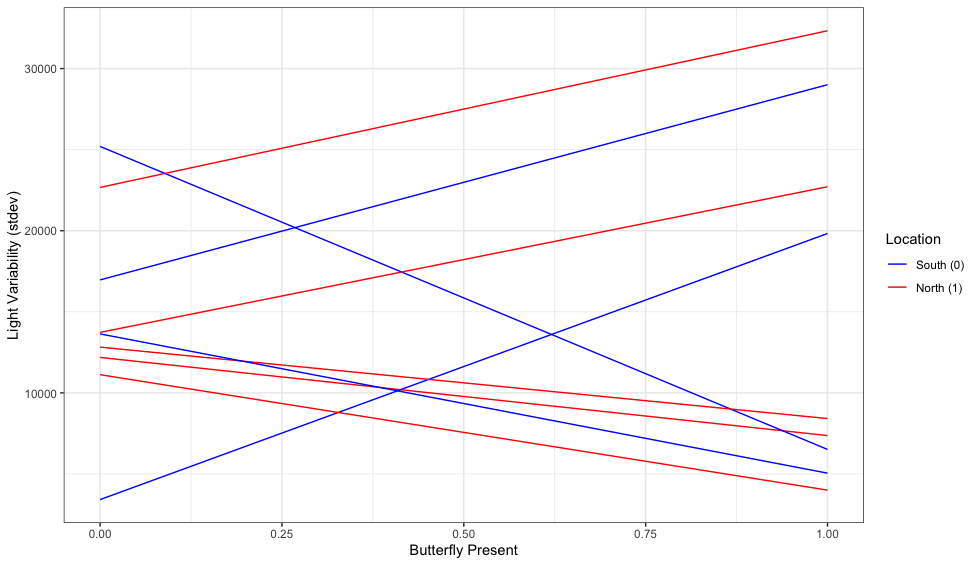 30000
20000
10000
Light Variability (stdev)
0.00 0.25 0.50 0.75 1.00
Butterfly Present
Location
South (0)
North (1)